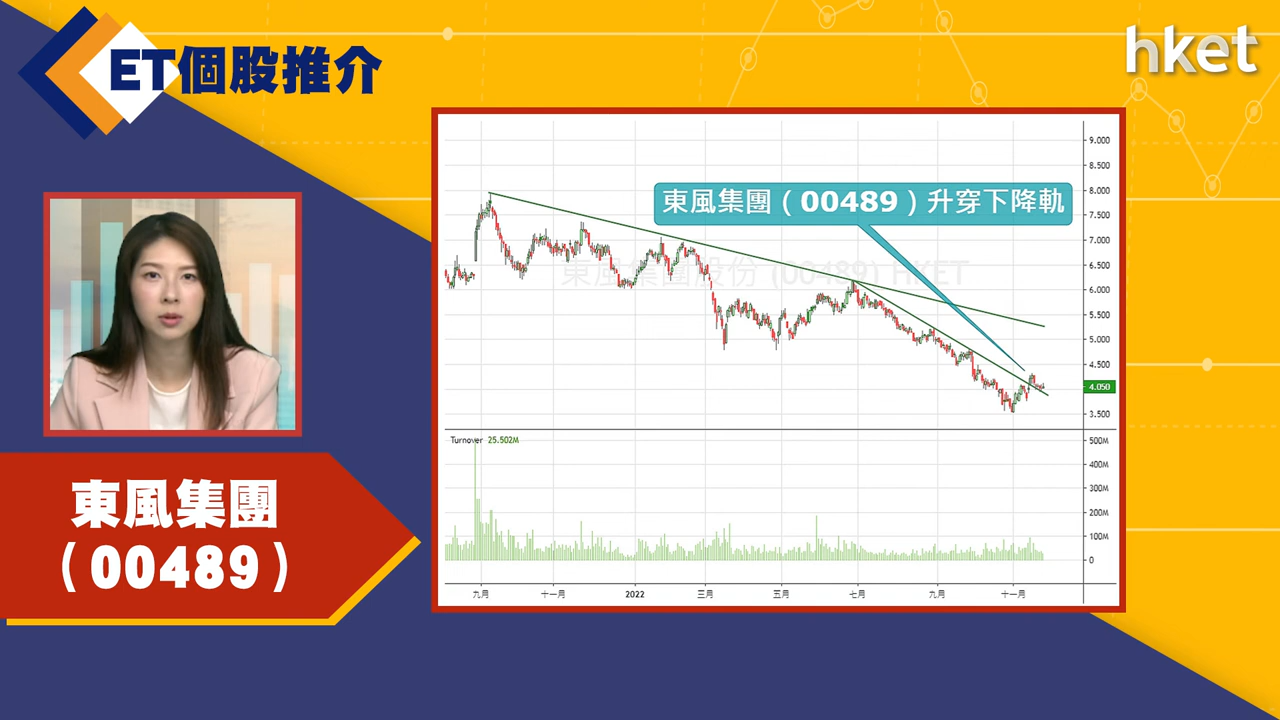 ET個股推介
hket
東風集團
（00489）
東風集團（00489）升穿下降軌
東風集團股份 (00489) HKET
9.000
8.500
8.000
7.500
7.000
6.500
6.000
5.500
5.000
4.500
4.050
3.500
Turnover 25.502M
500M
400M
300M
200M
100M
0
九月 十一月 2022 三月 五月 七月 九月 十一月